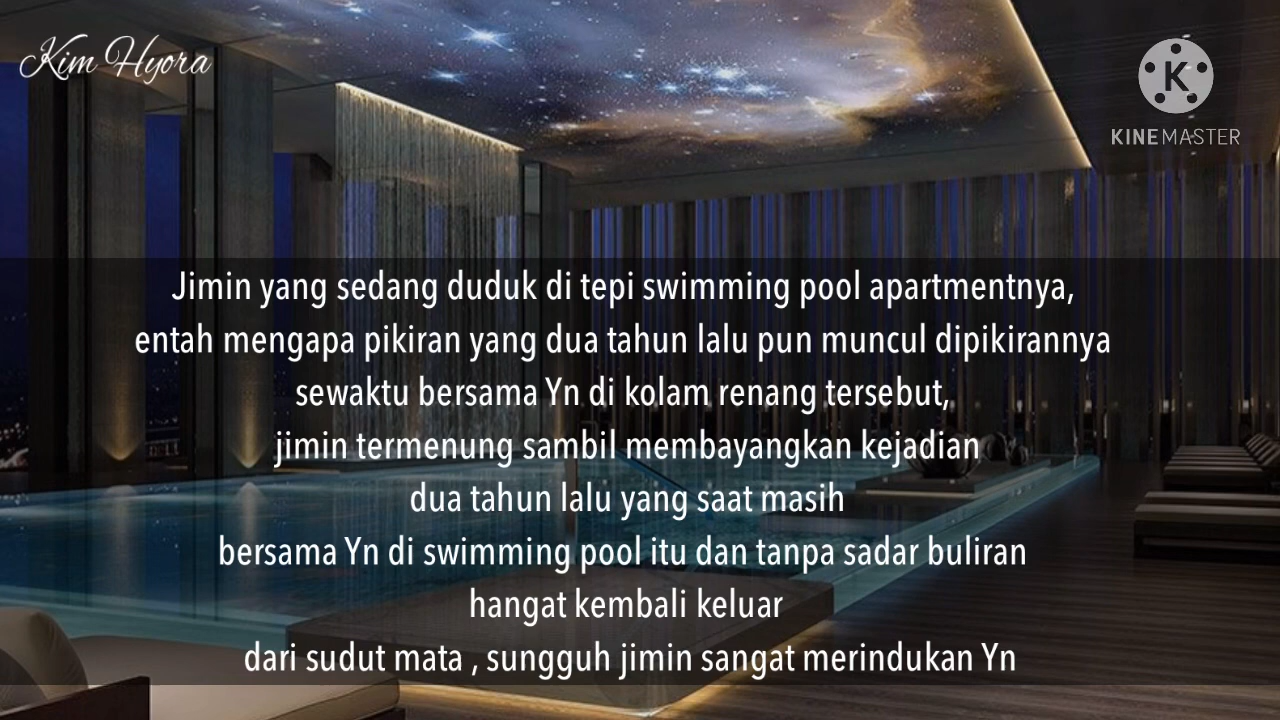 Kim Hyora
K
KINEMASTER
Jimin yang sedang duduk di tepi swimming pool apartmentnya,
entah mengapa pikiran yang dua tahun lalu pun muncul dipikirannya
sewaktu bersama Yn di kolam renang tersebut,
jimin termenung sambil membayangkan kejadian
dua tahun lalu yang saat masih
bersama Yn di swimming pool itu dan tanpa sadar buliran
hangat kembali keluar
dari sudut mata , sungguh jimin sangat merindukan Yn